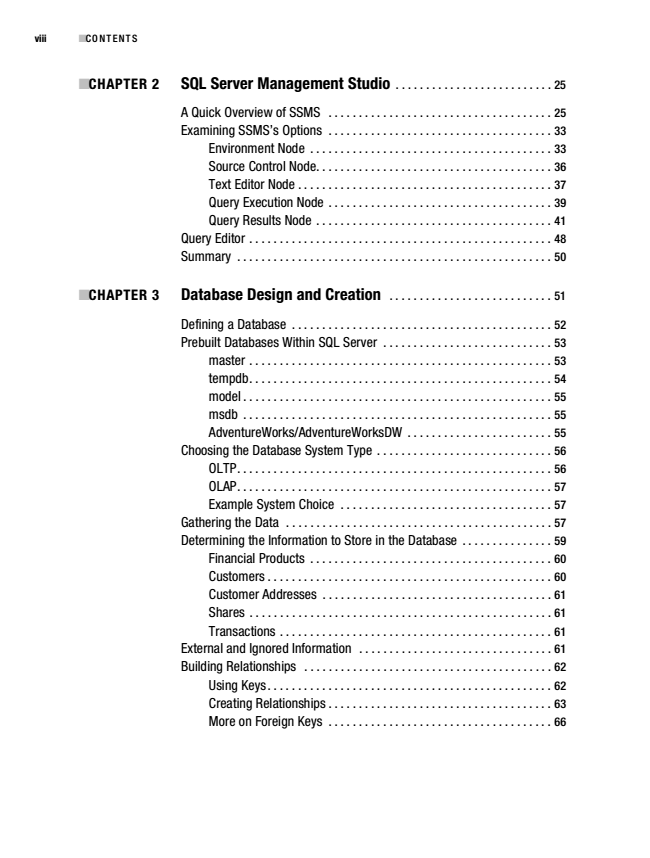 viii ■CONTENTS
■CHAPTER 2 SQL Server Management Studio . . . . . . . . . . . . . . . . . . . . . . . . . . 25
A Quick Overview of SSMS . . . . . . . . . . . . . . . . . . . . . . . . . . . . . . . . . . . . . 25
Examining SSMS's Options . . . . . . . . . . . . . . . . . . . . . . . . . . . . . . . . . . . . . 33
Environment Node . . . . . . . . . . . . . . . . . . . . . . . . . . . . . . . . . . . . . . . . 33
Source Control Node. . . . . . . . . . . . . . . . . . . . . . . . . . . . . . . . . . . . . . . 36
Text Editor Node . . . . . . . . . . . . . . . . . . . . . . . . . . . . . . . . . . . . . . . . . . 37
Query Execution Node . . . . . . . . . . . . . . . . . . . . . . . . . . . . . . . . . . . . . 39
Query Results Node . . . . . . . . . . . . . . . . . . . . . . . . . . . . . . . . . . . . . . . 41
Query Editor . . . . . . . . . . . . . . . . . . . . . . . . . . . . . . . . . . . . . . . . . . . . . . . . . . 48
Summary . . . . . . . . . . . . . . . . . . . . . . . . . . . . . . . . . . . . . . . . . . . . . . . . . . . . 50
■CHAPTER 3 Database Design and Creation . . . . . . . . . . . . . . . . . . . . . . . . . . . 51
Defining a Database . . . . . . . . . . . . . . . . . . . . . . . . . . . . . . . . . . . . . . . . . . . 52
Prebuilt Databases Within SQL Server . . . . . . . . . . . . . . . . . . . . . . . . . . . . 53
master . . . . . . . . . . . . . . . . . . . . . . . . . . . . . . . . . . . . . . . . . . . . . . . . . . 53
tempdb. . . . . . . . . . . . . . . . . . . . . . . . . . . . . . . . . . . . . . . . . . . . . . . . . . 54
model . . . . . . . . . . . . . . . . . . . . . . . . . . . . . . . . . . . . . . . . . . . . . . . . . . . 55
msdb . . . . . . . . . . . . . . . . . . . . . . . . . . . . . . . . . . . . . . . . . . . . . . . . . . . 55
AdventureWorks/AdventureWorksDW . . . . . . . . . . . . . . . . . . . . . . . . 55
Choosing the Database System Type . . . . . . . . . . . . . . . . . . . . . . . . . . . . . 56
OLTP. . . . . . . . . . . . . . . . . . . . . . . . . . . . . . . . . . . . . . . . . . . . . . . . . . . . 56
OLAP. . . . . . . . . . . . . . . . . . . . . . . . . . . . . . . . . . . . . . . . . . . . . . . . . . . . 57
Example System Choice . . . . . . . . . . . . . . . . . . . . . . . . . . . . . . . . . . . 57
Gathering the Data . . . . . . . . . . . . . . . . . . . . . . . . . . . . . . . . . . . . . . . . . . . . 57
Determining the Information to Store in the Database . . . . . . . . . . . . . . . 59
Financial Products . . . . . . . . . . . . . . . . . . . . . . . . . . . . . . . . . . . . . . . . 60
Customers . . . . . . . . . . . . . . . . . . . . . . . . . . . . . . . . . . . . . . . . . . . . . . . 60
Customer Addresses . . . . . . . . . . . . . . . . . . . . . . . . . . . . . . . . . . . . . . 61
Shares . . . . . . . . . . . . . . . . . . . . . . . . . . . . . . . . . . . . . . . . . . . . . . . . . . 61
Transactions . . . . . . . . . . . . . . . . . . . . . . . . . . . . . . . . . . . . . . . . . . . . . 61
External and Ignored Information . . . . . . . . . . . . . . . . . . . . . . . . . . . . . . . . 61
Building Relationships . . . . . . . . . . . . . . . . . . . . . . . . . . . . . . . . . . . . . . . . . 62
Using Keys. . . . . . . . . . . . . . . . . . . . . . . . . . . . . . . . . . . . . . . . . . . . . . . 62
Creating Relationships . . . . . . . . . . . . . . . . . . . . . . . . . . . . . . . . . . . . . 63
More on Foreign Keys . . . . . . . . . . . . . . . . . . . . . . . . . . . . . . . . . . . . . 66